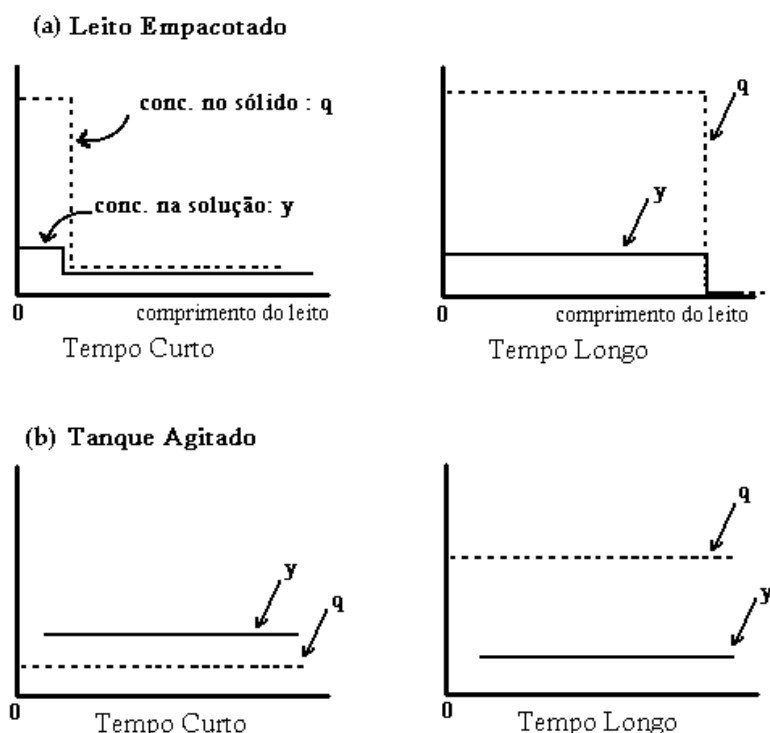 (a) Leito Empacotado
conc. no sólido : q
conc. na solução: y
0
comprimento do leito
Tempo Curto
q
y
0
comprimento do leito
Tempo Longo
(b) Tanque Agitado
y
q
0
Tempo Curto
q
y
0
Tempo Longo